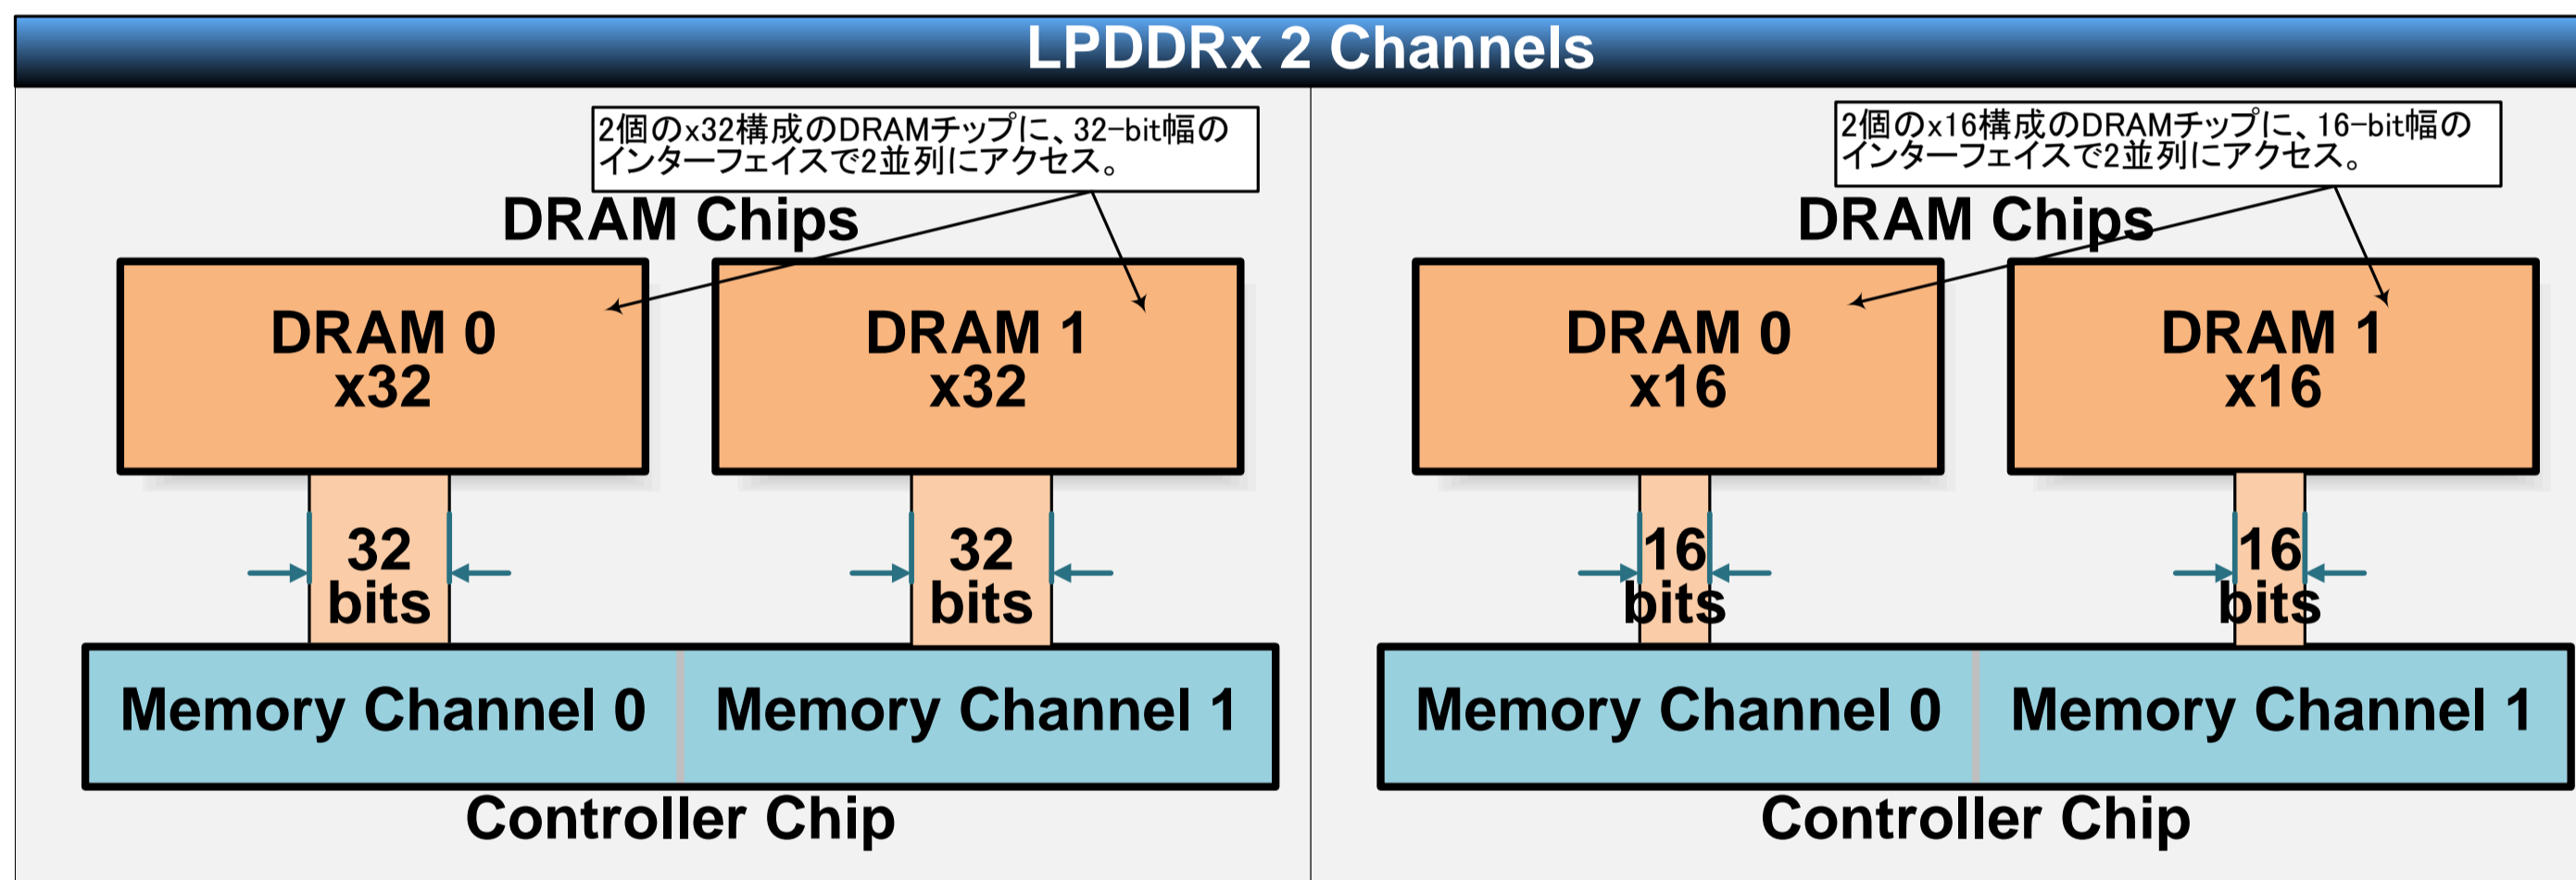 LPDDRx 2 Channels
2個のx32構成のDRAMチップに、32-bit幅の
インターフェイスで2並列にアクセス。
DRAM Chips
DRAM 0
x32
DRAM 1
x32
32
bits
32
bits
Memory Channel 0
Memory Channel 1
Controller Chip
2個のx16構成のDRAMチップに、16-bit幅の
インターフェイスで2並列にアクセス。
DRAM Chips
DRAM 0
x16
DRAM 1
x16
16
bits
16
bits
Memory Channel 0
Memory Channel 1
Controller Chip